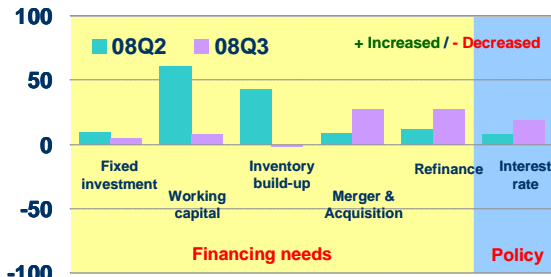 100
08Q2
08Q3
+ Increased / - Decreased
50
0
Fixed
investment
Working
capital
Inventory
build-up
Merger &
Acquisition
Refinance
Interest
rate
-50
Financing needs
Policy
-100